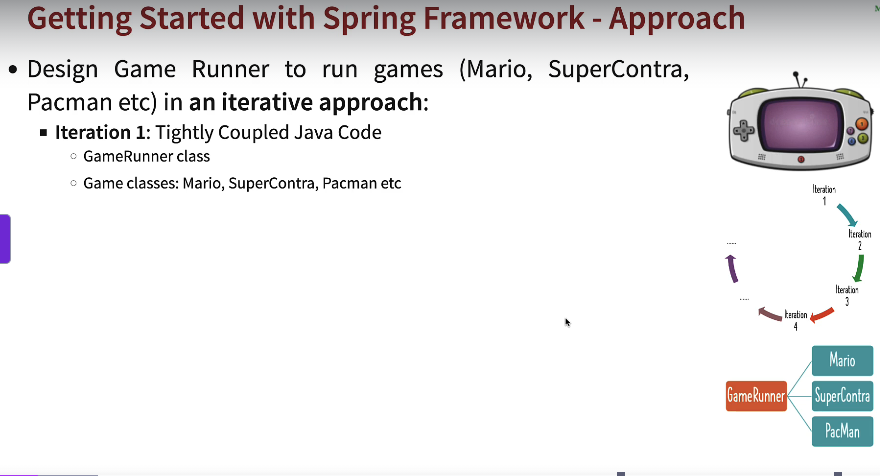 Getting Started with Spring Framework - Approach
• Design Game Runner to run games (Mario, SuperContra,
Pacman etc) in an iterative approach:
▪ Iteration 1: Tightly Coupled Java Code
○ GameRunner class
○ Game classes: Mario, SuperContra, Pacman etc
Iteration
1
Iteration
2
Iteration
3
Iteration
4
.....
.....
Mario
GameRunner
SuperContra
PacMan